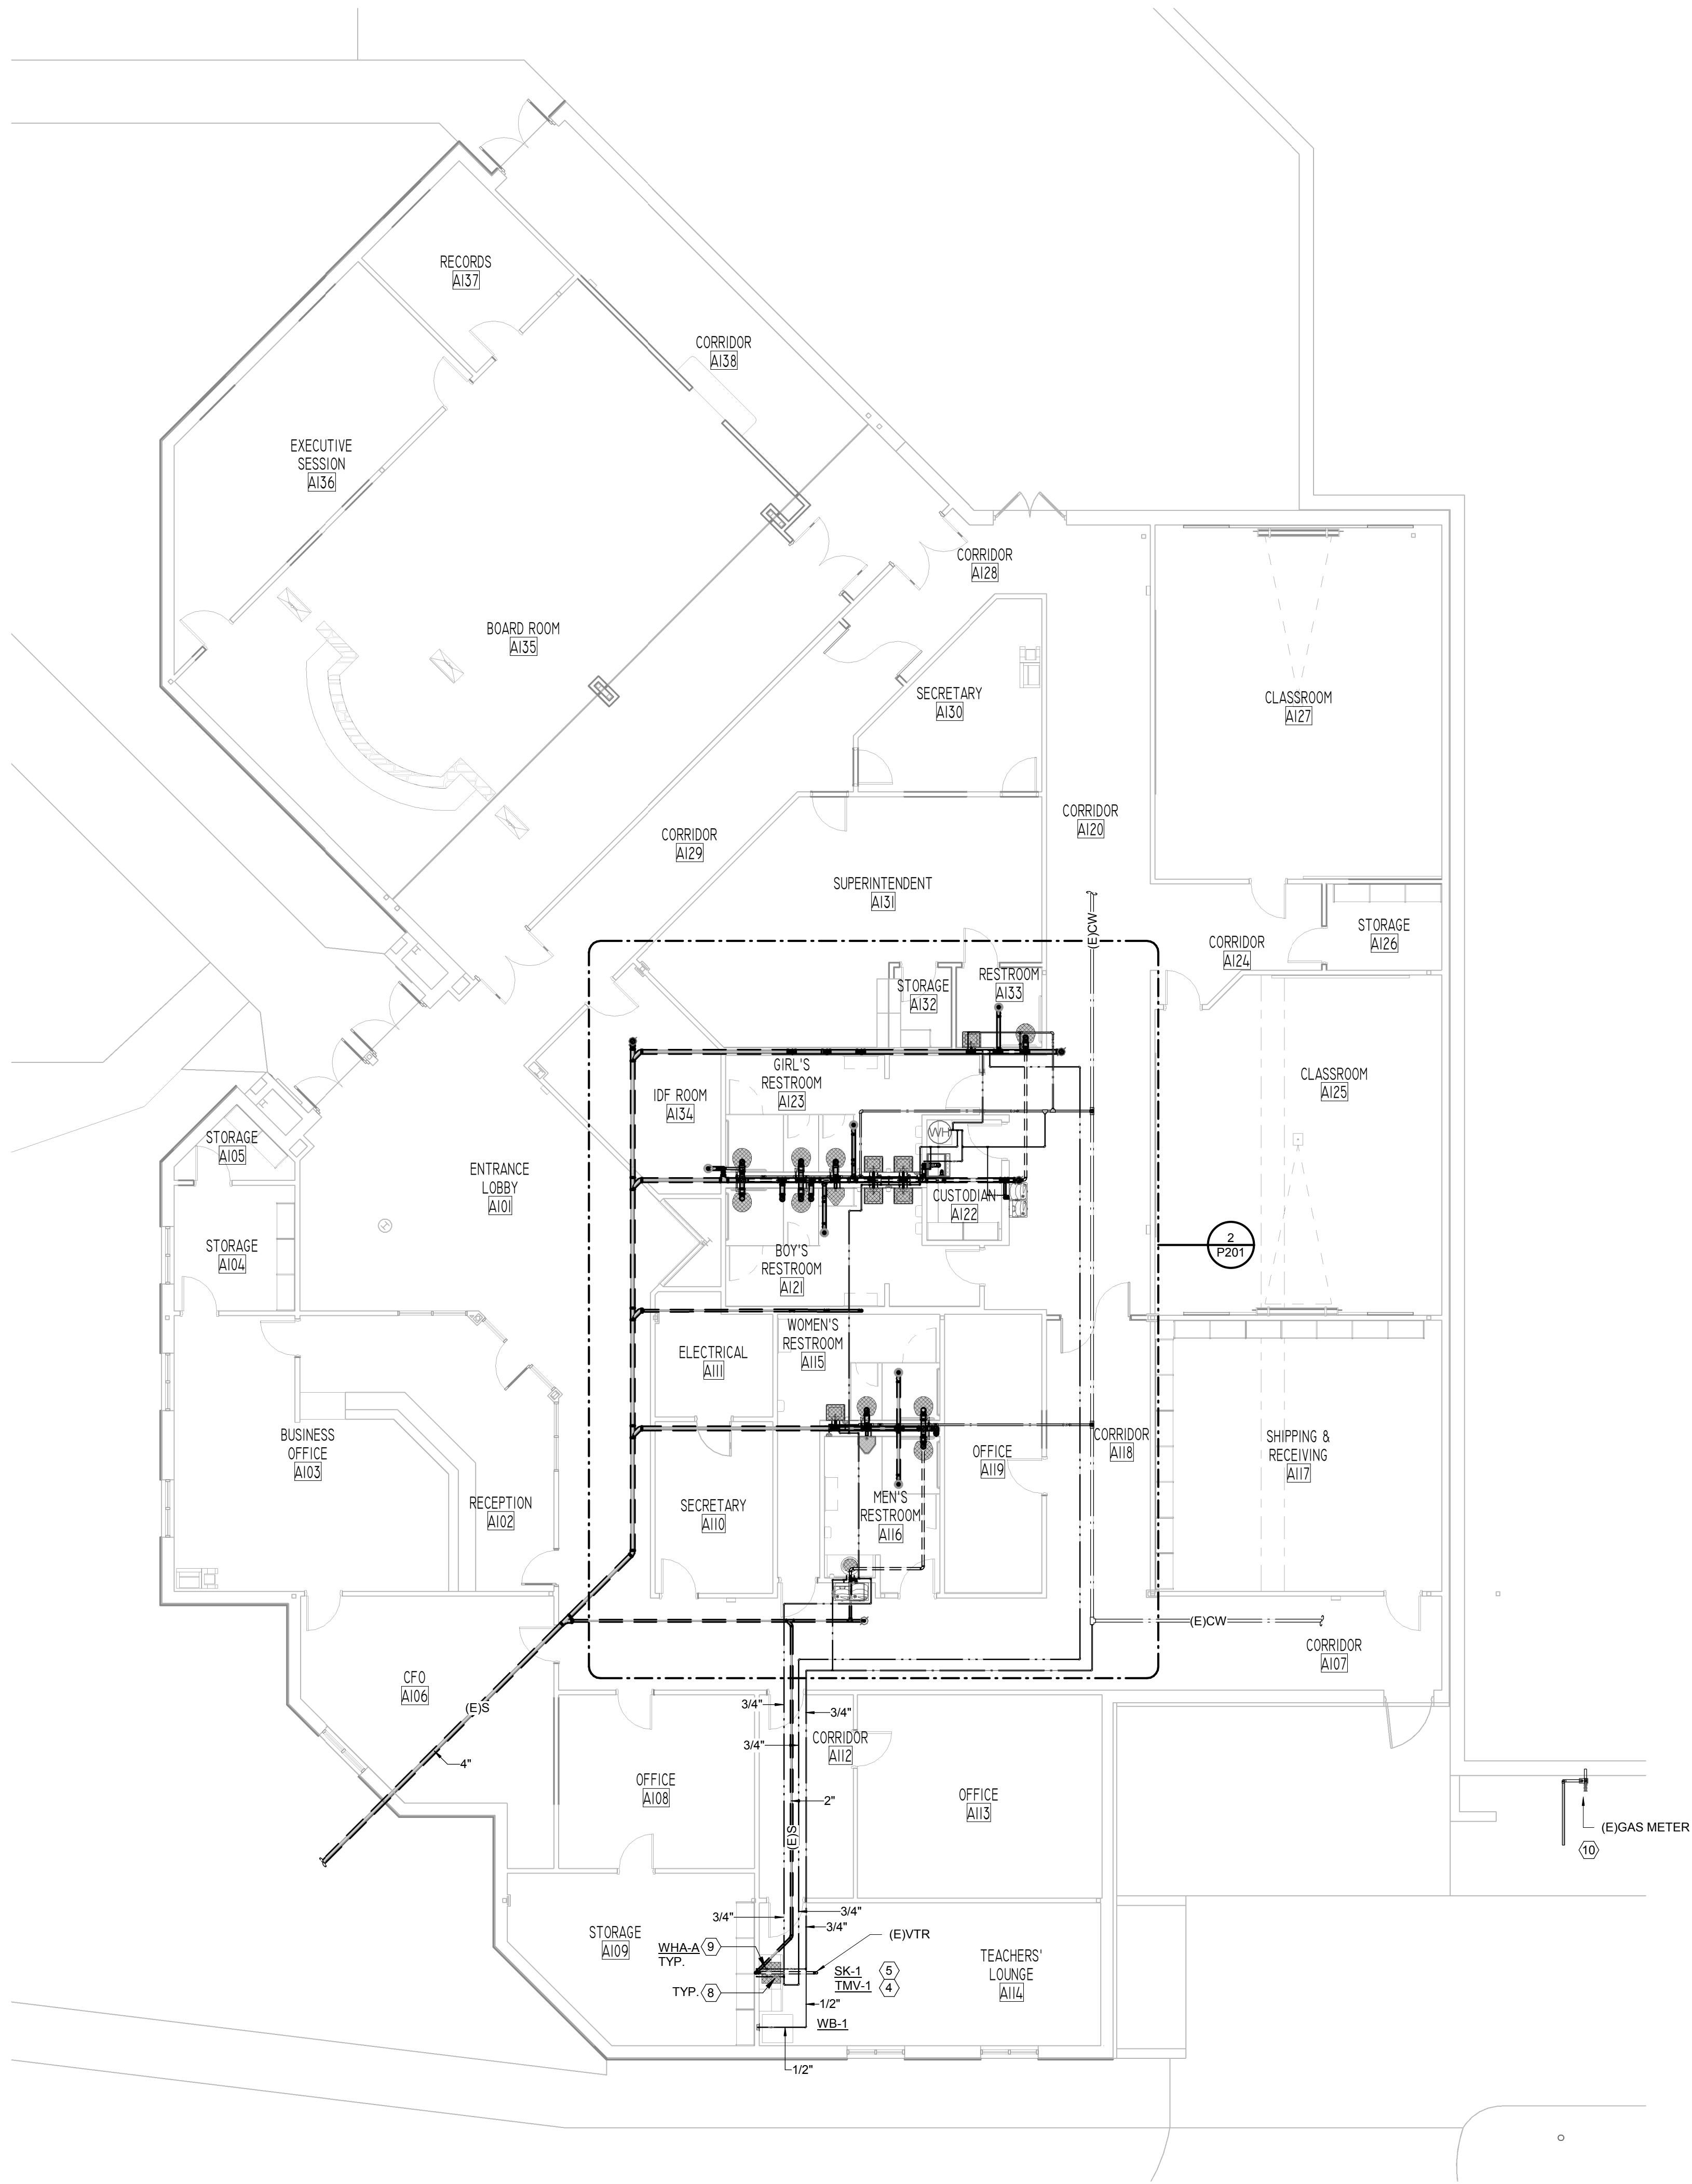 RECORDS
A137
CORRIDOR
A138
EXECUTIVE
SESSION
A136
CORRIDOR
A128
BOARD ROOM
A135
SECRETARY
A130
CLASSROOM
A127
CORRIDOR
A120
CORRIDOR
A129
SUPERINTENDENT
A131
(E)CW
STORAGE
A126
CORRIDOR
A124
STORAGE
A132
RESTROOM
A133
GIRL'S
RESTROOM
A123
IDF ROOM
A134
CLASSROOM
A125
WH
STORAGE
A105
ENTRANCE
LOBBY
A101
CUSTODIAN
A122
STORAGE
A104
BOY'S
RESTROOM
A121
2
P201
WOMEN'S
RESTROOM
A115
ELECTRICAL
A111
BUSINESS
OFFICE
A103
OFFICE
A119
CORRIDOR
A118
SHIPPING &
RECEIVING
A117
RECEPTION
A102
SECRETARY
A110
MEN'S
RESTROOM
A116
(E)CW
CORRIDOR
A107
CFO
A106
(E)S
3/4"
3/4"
3/4"
CORRIDOR
A112
4"
OFFICE
A108
2"
OFFICE
A113
(E)S
(E)GAS METER
10
3/4"
3/4"
3/4"
(E)VTR
STORAGE
A109
WHA-A 9
TYP.
TEACHERS'
LOUNGE
A114
SK-1 5
TMV-1 4
TYP. 8
1/2"
WB-1
1/2"